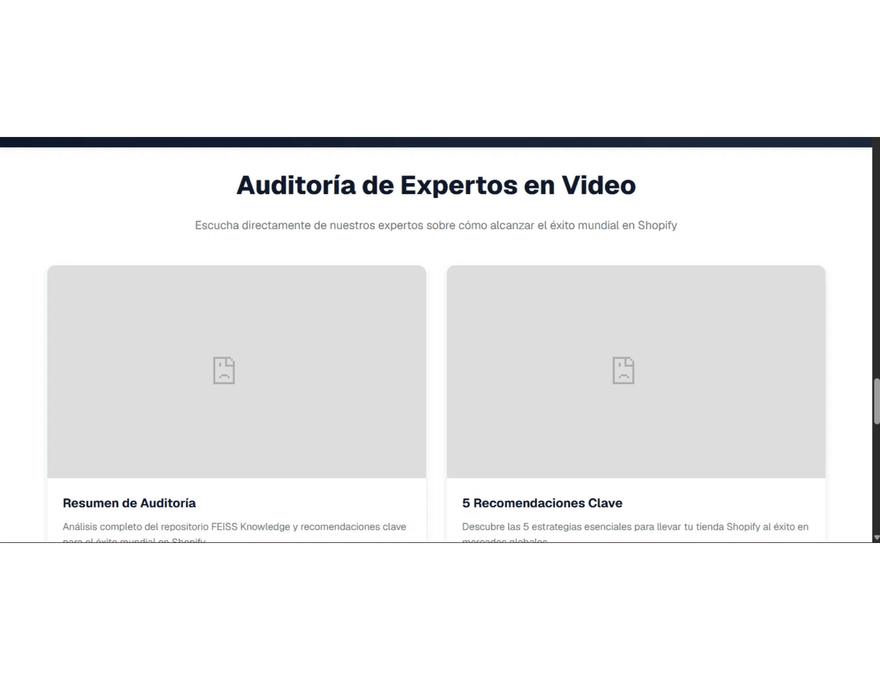 Auditoría de Expertos en Video
Escucha directamente de nuestros expertos sobre cómo alcanzar el éxito mundial en Shopify
Resumen de Auditoría
Análisis completo del repositorio FEISS Knowledge y recomendaciones clave
para el éxito mundial en Shopify.
5 Recomendaciones Clave
Descubre las 5 estrategias esenciales para llevar tu tienda Shopify al éxito en
mercados globales.